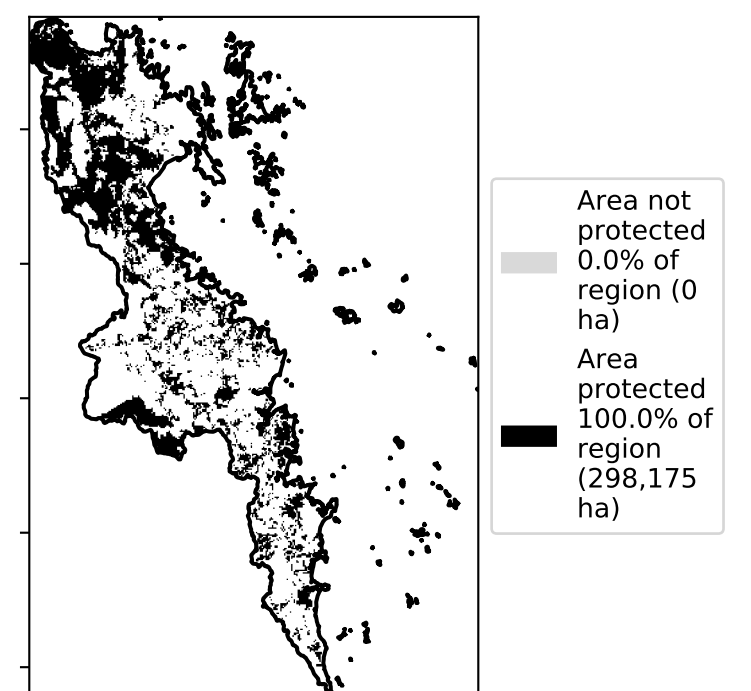 Area not
protected
0.0% of
region (0
ha)
Area
protected
100.0% of
region
(298,175
ha)